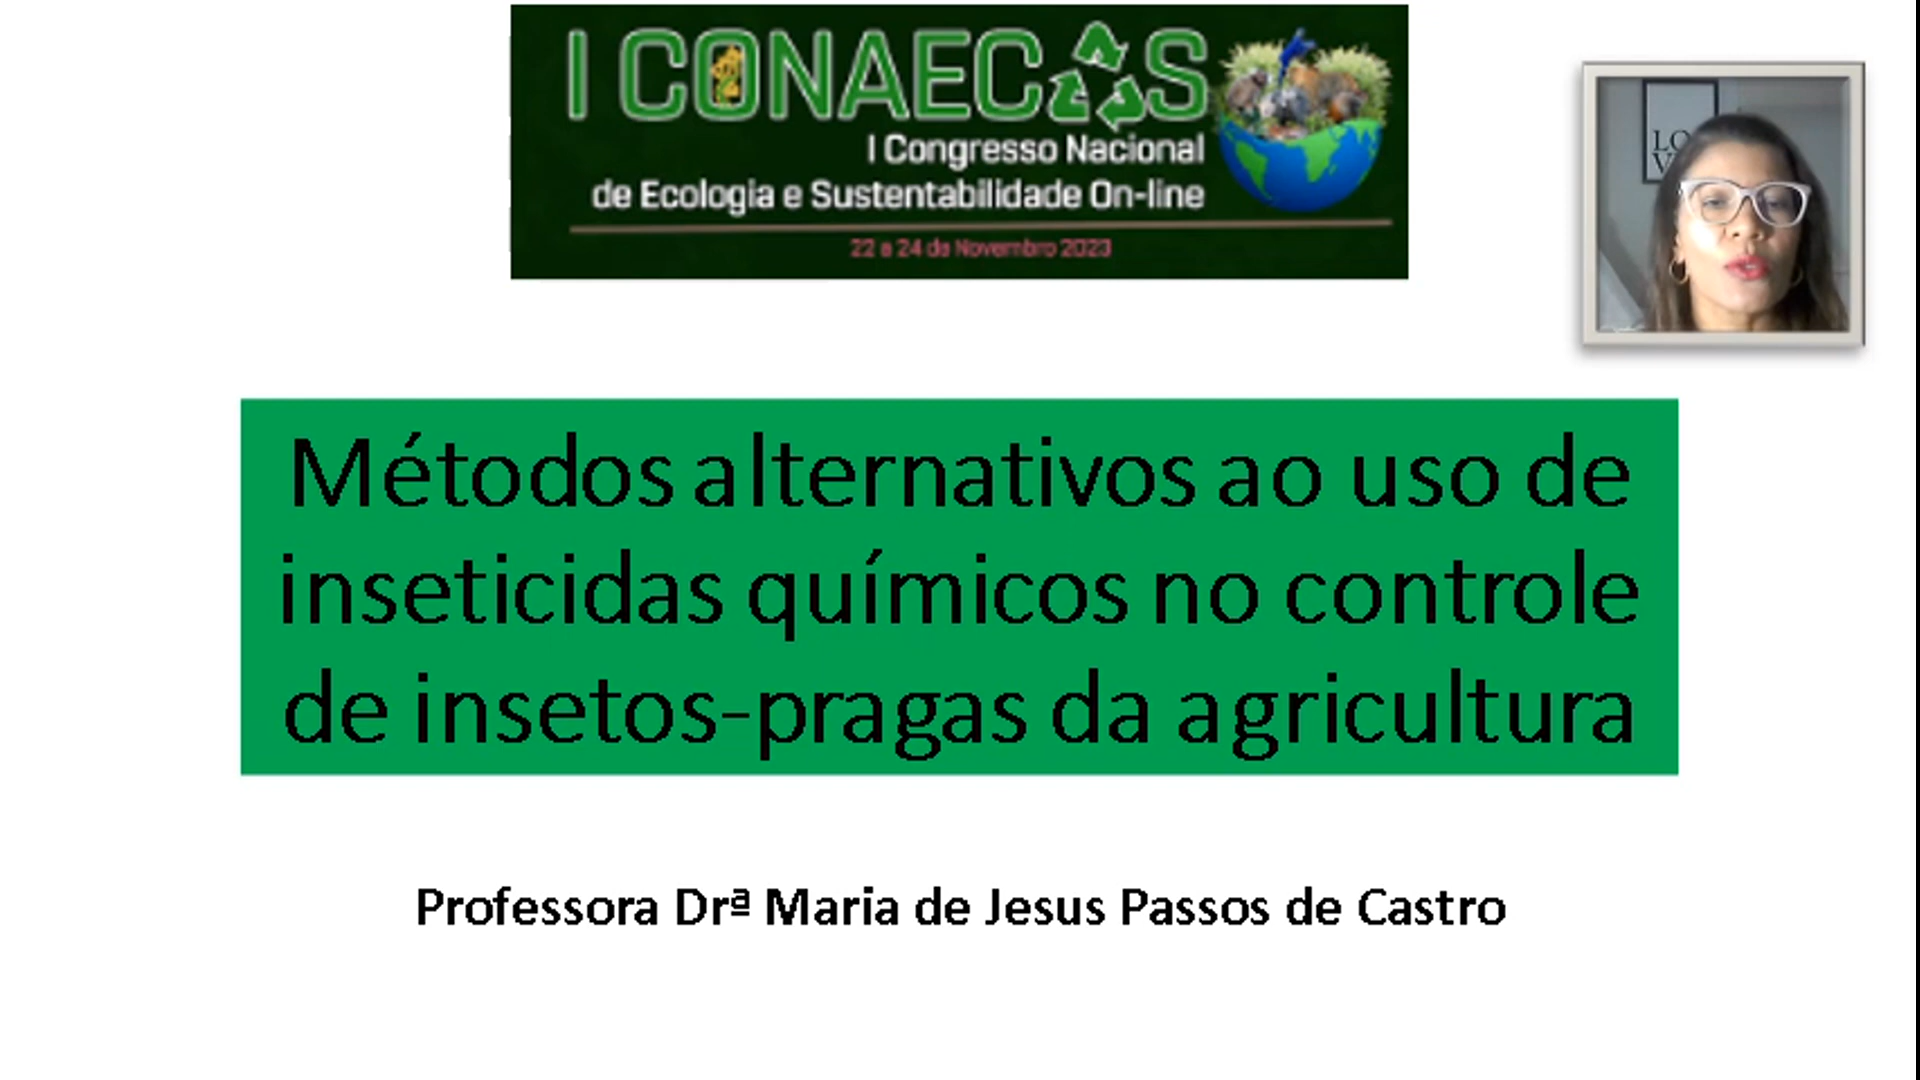 I CONAECOS
I Congresso Nacional
de Ecologia e Sustentabilidade On-line
22 a 24 de Novembro 2023
LO
V
Métodos alternativos ao uso de
inseticidas químicos no controle
de insetos-pragas da agricultura
Professora Drª Maria de Jesus Passos de Castro